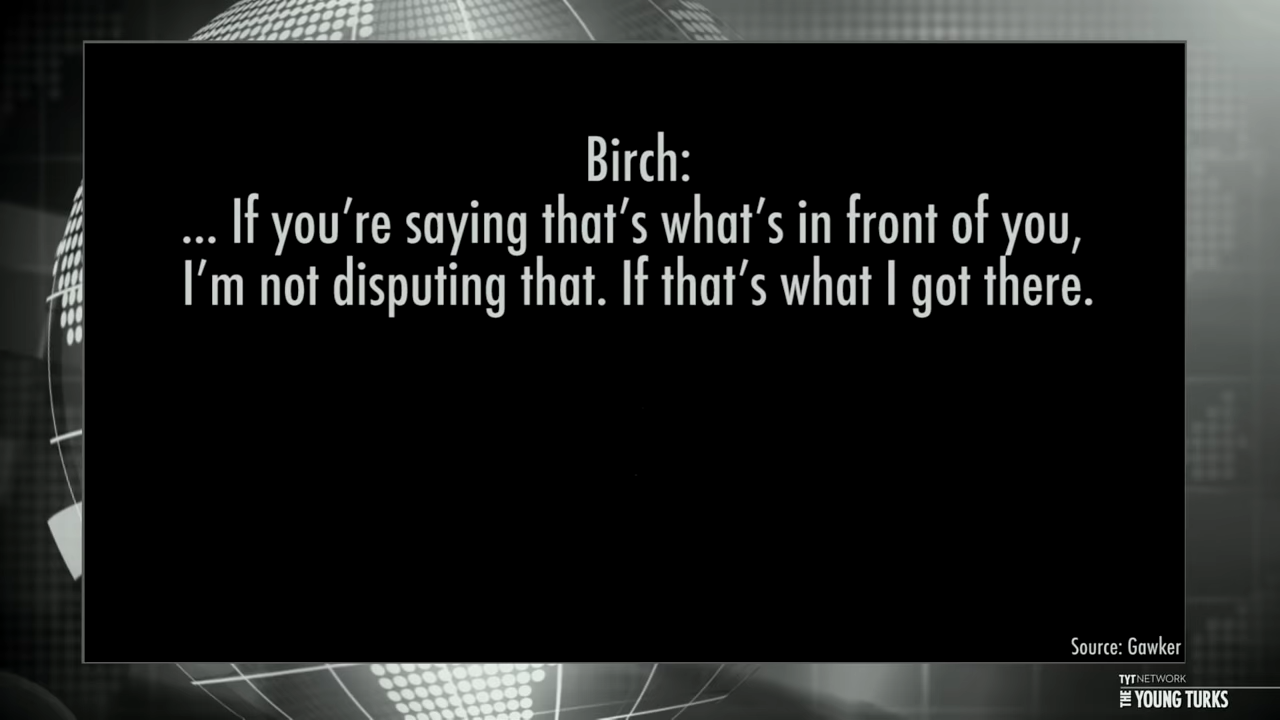 Birch:
... If you’re saying that’s what’s in front of you,
I’m not disputing that. If that’s what I got there.
Source: Gawker
TYT NETWORK
THE YOUNG TURKS